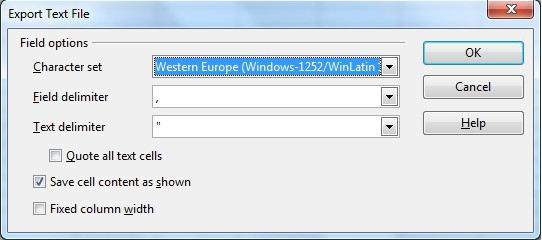 Export Text File
Field options
Character set
Western Europe (Windows-1252/WinLatin
Field delimiter
,
Text delimiter
"
Quote all text cells
Save cell content as shown
Fixed column width
OK
Cancel
Help